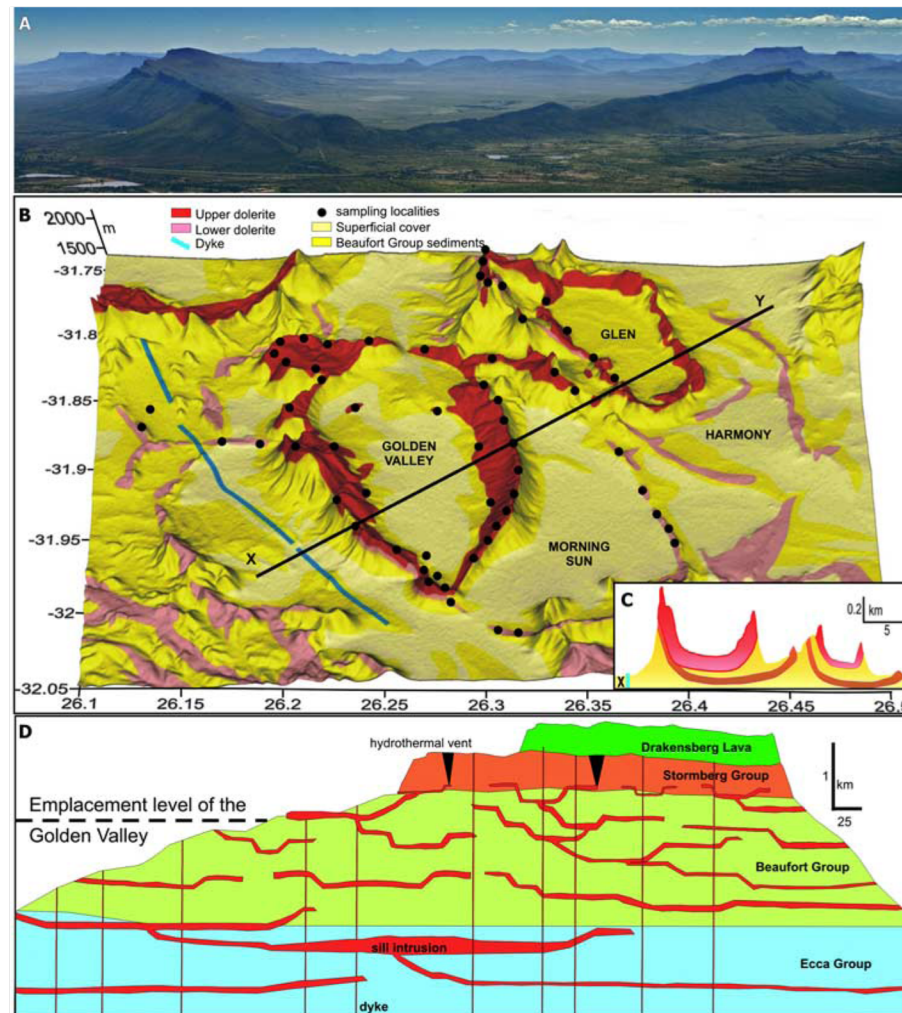 A
B
2000
m
1500
Upper dolerite
Lower dolerite
Dyke
sampling localities
Superficial cover
Beaufort Group sediments
-31.75
-31.8
-31.85
-31.9
-31.95
-32
-32.05
Y
GLEN
HARMONY
GOLDEN
VALLEY
X
MORNING
SUN
C
0.2
km
5
X
26.1
26.15
26.2
26.25
26.3
26.35
26.4
26.45
26.5
D
hydrothermal vent
Drakensberg Lava
Stormberg Group
1
km
25
Emplacement level of the
Golden Valley
Beaufort Group
sill intrusion
Ecca Group
dyke